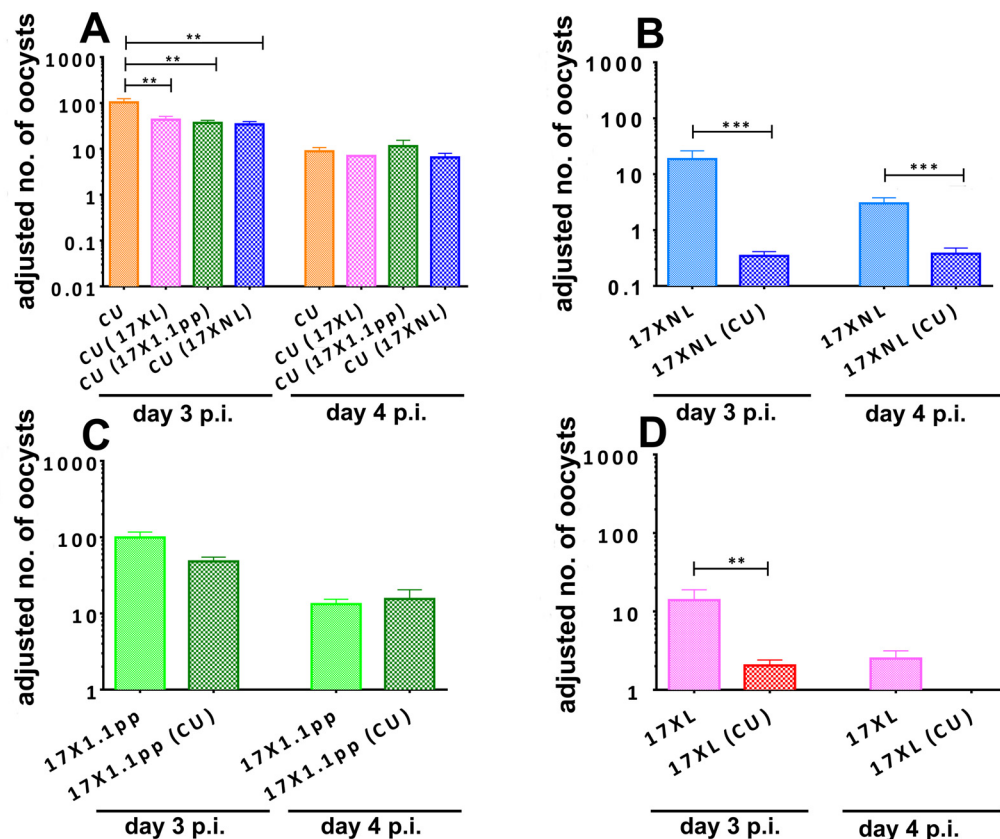 A
adjusted no. of oocysts
1000
100
10
1
0.1
0.01
**
**
**
CU
CU( 17XL)
CU (17X1.1pp)
CU (17XNL)
CU
CU (17XL)
CU (17X1.1pp)
CU (17XNL)
day 3 p.i.
day 4 p.i.
B
adjusted no. of oocysts
1000
100
10
1
0.1
***
***
17XNL
17XNL (CU)
17XNL
17XNL (CU)
day 3 p.i.
day 4 p.i.
C
adjusted no. of oocysts
1000
100
10
1
17X1.1pp
17X1.1pp (CU)
17X1.1pp
17X1.1pp (CU)
day 3 p.i.
day 4 p.i.
D
adjusted no. of oocysts
1000
100
10
1
**
17XL
17XL (CU)
17XL
17XL (CU)
day 3 p.i.
day 4 p.i.